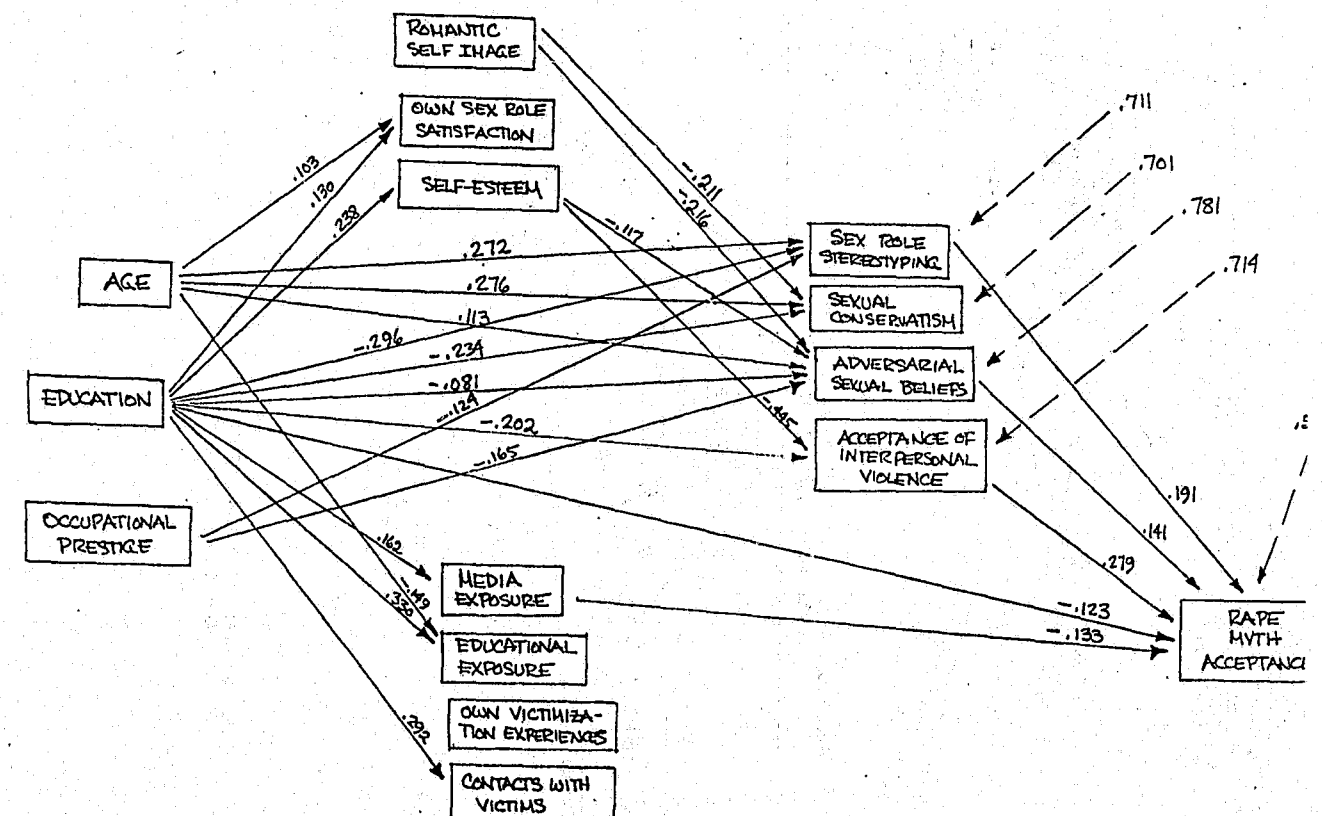 ROMANTIC
SELF IMAGE
OWN SEX ROLE
SATISFACTION
SELF-ESTEEM
AGE
EDUCATION
OCCUPATIONAL
PRESTIGE
SEX ROLE
STEREOTYPING
SEXUAL
CONSERVATISM
ADVERSARIAL
SEXUAL BELIEFS
ACCEPTANCE OF
INTERPERSONAL
VIOLENCE
MEDIA
EXPOSURE
EDUCATIONAL
EXPOSURE
OWN VICTIMIZA-
TION EXPERIENCES
CONTACTS WITH
VICTIMS
RAPE
MYTH
ACCEPTANCE
.103
.130
.238
-.211
-.216
-.117
.272
.276
.113
-.296
-.234
-.081
-.124
-.202
-.165
.162
-.149
.292
.711
.701
.781
.714
.191
.141
.279
-.123
-.133